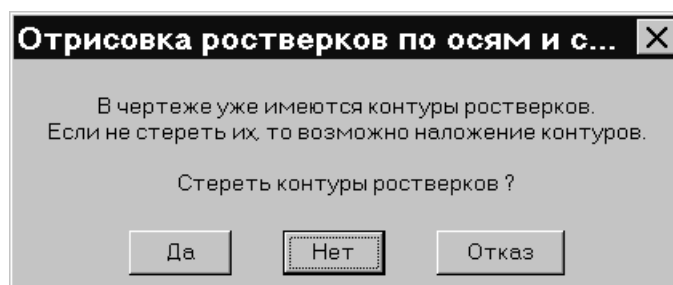 Отрисовка ростверков по осям и с...
В чертеже уже имеются контуры ростверков.
Если не стереть их, то возможно наложение контуров.
Стереть контуры ростверков ?
Да Нет Отказ